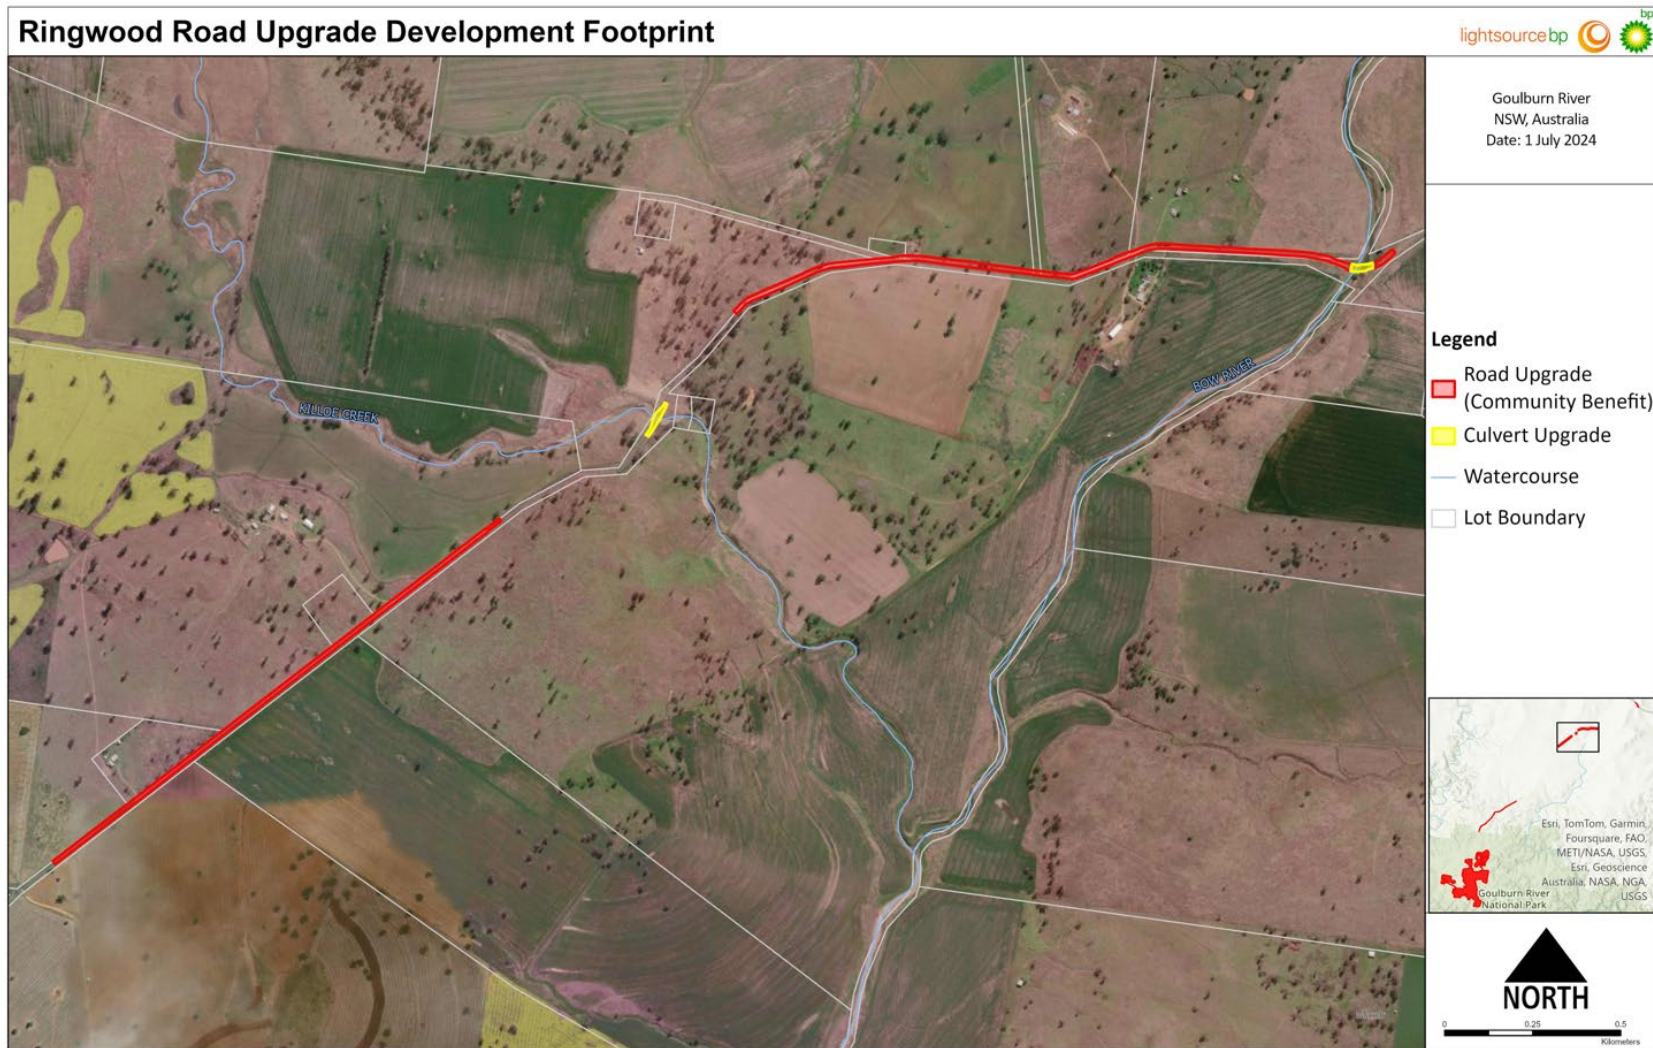 Ringwood Road Upgrade Development Footprint
lightsource bp
bp
Goulburn River
NSW, Australia
Date: 1 July 2024
KILLOE CREEK
BOW RIVER
Legend
Road Upgrade
(Community Benefit)
Culvert Upgrade
Watercourse
Lot Boundary
Esri, TomTom, Garmin,
Foursquare, FAO,
METI/NASA, USGS,
Esri, Geoscience
Australia, NASA, NGA,
USGS
Goulburn River
National Park
NORTH
0 0.25 0.5
Kilometers